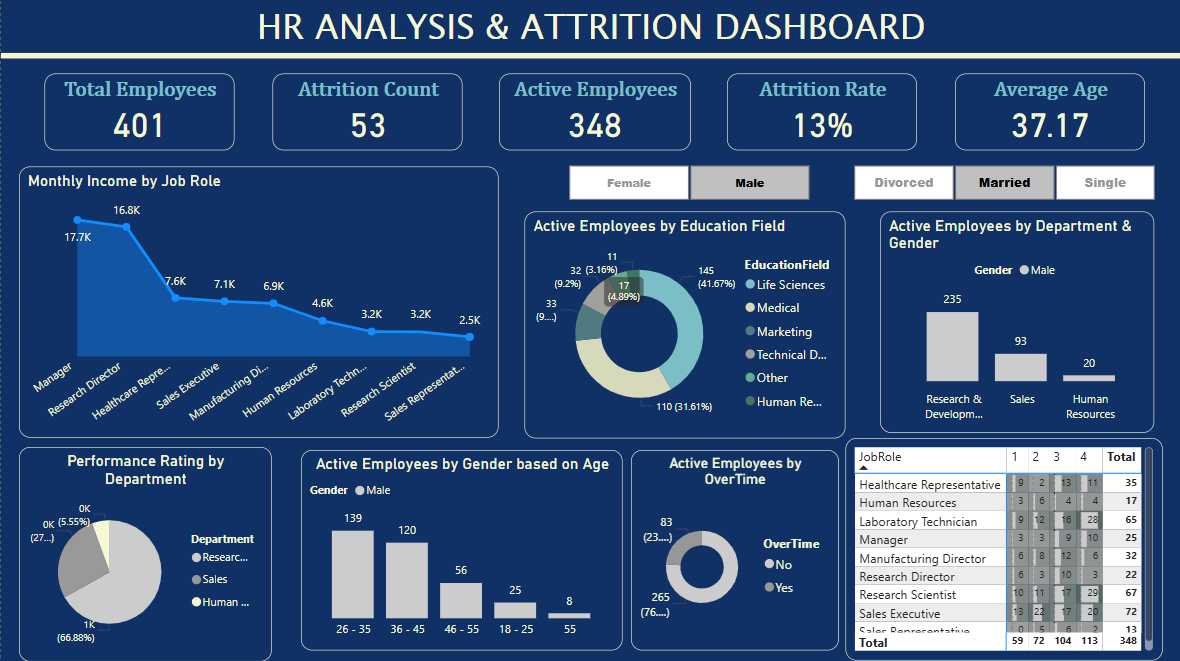 HR ANALYSIS & ATTRITION DASHBOARD
Total Employees
401
Attrition Count
53
Active Employees
348
Attrition Rate
13%
Average Age
37.17
Monthly Income by Job Role
17.7K
16.8K
7.6K
7.1K
6.9K
4.6K
3.2K
3.2K
2.5K
Manager
Research Director
Healthcare Repre...
Sales Executive
Manufacturing Di...
Human Resources
Laboratory Techn...
Research Scientist
Sales Representat...
Female
Male
Divorced
Married
Single
Active Employees by Education Field
11
(3.16%)
32
(9.2%)
17
(4.89%)
33
(9....)
145
(41.67%)
110 (31.61%)
EducationField
Life Sciences
Medical
Marketing
Technical D...
Other
Human Re...
Active Employees by Department &
Gender
Gender
Male
235
93
20
Research &
Developm...
Sales
Human
Resources
Performance Rating by
Department
0K
(5.55%)
0K
(27...)
1K
(66.88%)
Department
Researc...
Sales
Human ...
Active Employees by Gender based on Age
Gender
Male
139
120
56
25
8
26 - 35
36 - 45
46 - 55
18 - 25
55
Active Employees by
OverTime
83
(23....)
265
(76....)
OverTime
No
Yes
JobRole 1 2 3 4 Total
Healthcare Representative 9 2 13 11 35
Human Resources 3 6 4 4 17
Laboratory Technician 9 12 16 28 65
Manager 3 3 9 10 25
Manufacturing Director 6 8 12 6 32
Research Director 6 3 10 3 22
Research Scientist 10 11 17 29 67
Sales Executive 13 22 17 20 72
Sales Representative 0 5 6 2 13
Total 59 72 104 113 348